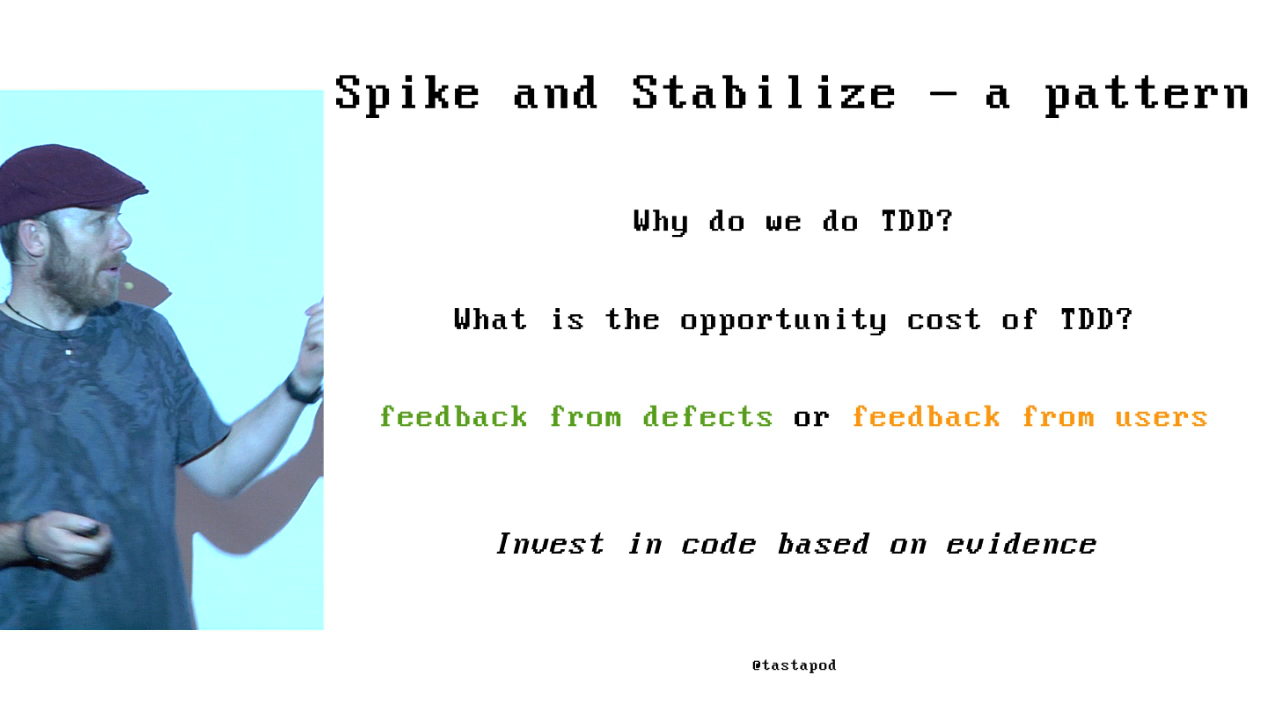 Spike and Stabilize – a pattern
Why do we do TDD?
What is the opportunity cost of TDD?
feedback from defects or feedback from users
Invest in code based on evidence
@tastapod